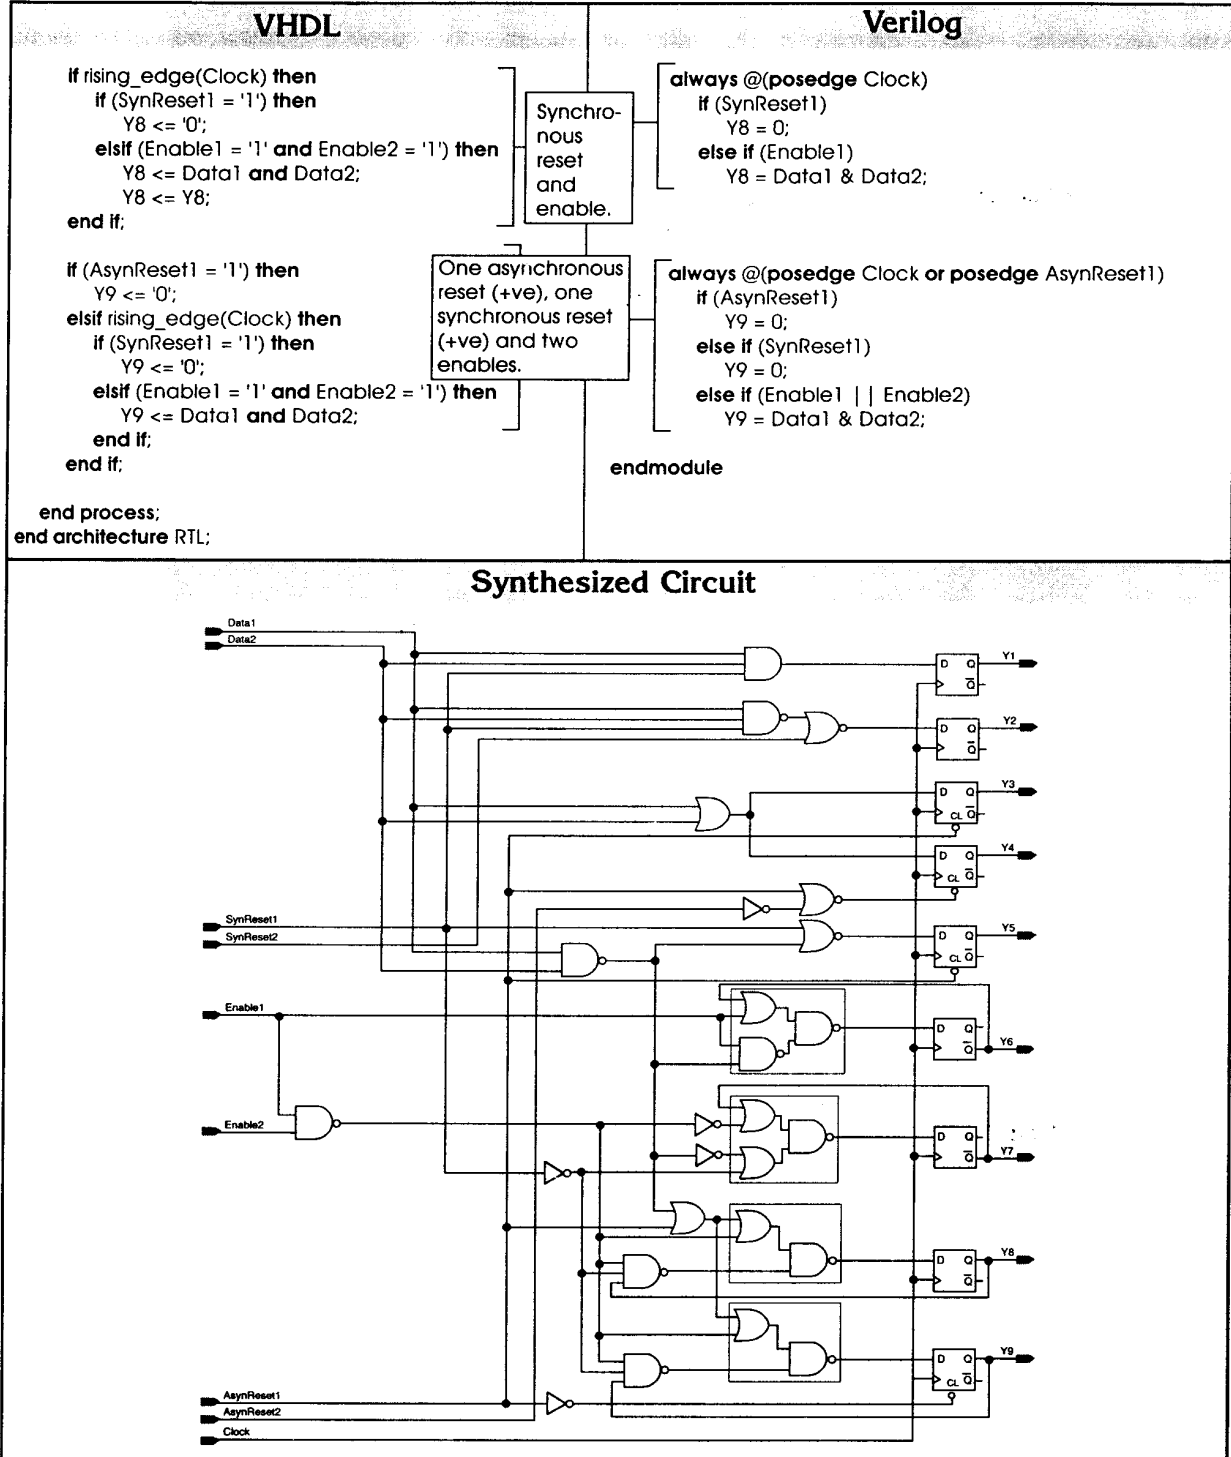 VHDL
if rising_edge(Clock) then
if (SynReset1 = '1') then
Y8 <= '0';
elsif (Enable1 = '1' and Enable2 = '1') then
Y8 <= Data1 and Data2;
Y8 <= Y8;
end if;
if (AsynReset1 = '1') then
Y9 <= '0';
elsif rising_edge(Clock) then
if (SynReset1 = '1') then
Y9 <= '0';
elsif (Enable1 = '1' and Enable2 = '1') then
Y9 <= Data1 and Data2;
end if;
end if;
end process;
end architecture RTL;
Synchro-
nous
reset
and
enable.
One asynchronous
reset (+ve), one
synchronous reset
(+ve) and two
enables.
Verilog
always @(posedge Clock)
if (SynReset1)
Y8 = 0;
else if (Enable1)
Y8 = Data1 & Data2;
always @(posedge Clock or posedge AsynReset1)
if (AsynReset1)
Y9 = 0;
else if (SynReset1)
Y9 = 0;
else if (Enable1 || Enable2)
Y9 = Data1 & Data2;
endmodule
Synthesized Circuit
Data1
Data2
D Q Y1
Q
D Q Y2
Q
D Q Y3
CL Q
D Q Y4
CL Q
SynReset1
SynReset2
D Q Y5
CL Q
Enable1
D Q
Q Y6
Enable2
D Q
Q Y7
D Q Y8
Q
D Q Y9
CL Q
AsynReset1
AsynReset2
Clock